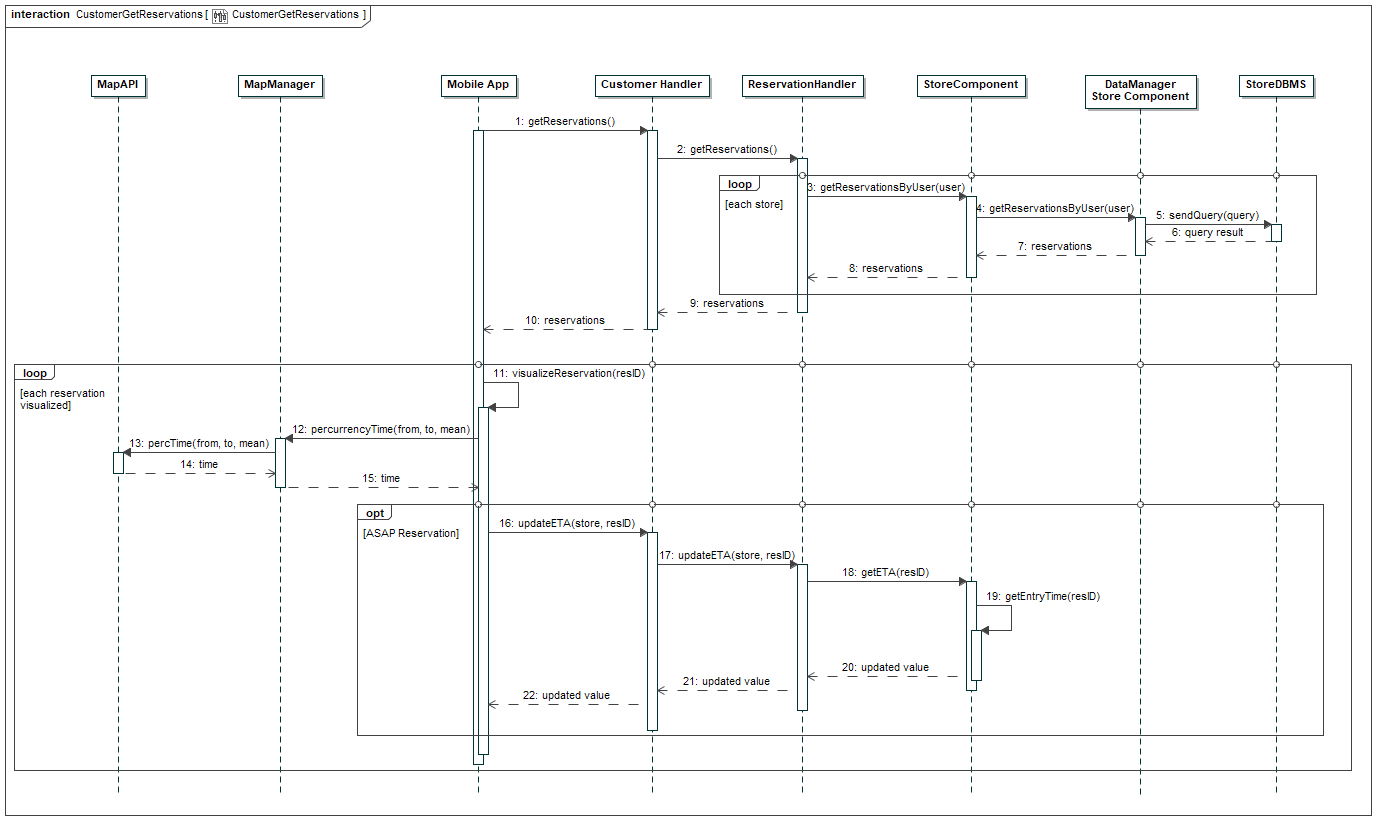 interaction CustomerGetReservations [ CustomerGetReservations ]
MapAPI
MapManager
Mobile App
Customer Handler
ReservationHandler
StoreComponent
DataManager
Store Component
StoreDBMS
1: getReservations()
2: getReservations()
loop
[each store]
3: getReservationsByUser(user)
4: getReservationsByUser(user)
5: sendQuery(query)
6: query result
7: reservations
8: reservations
9: reservations
10: reservations
loop
[each reservation
visualized]
11: visualizeReservation(resID)
12: percurrencyTime(from, to, mean)
13: percTime(from, to, mean)
14: time
15: time
opt
[ASAP Reservation]
16: updateETA(store, resID)
17: updateETA(store, resID)
18: getETA(resID)
19: getEntryTime(resID)
20: updated value
21: updated value
22: updated value